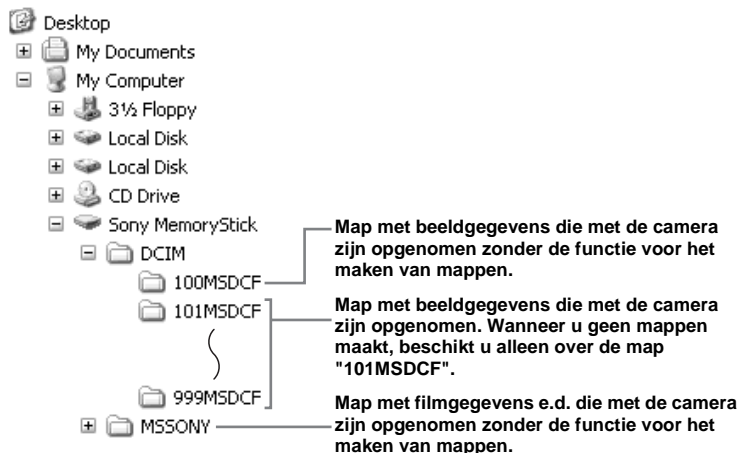 Desktop
My Documents
My Computer
3½ Floppy
Local Disk
Local Disk
CD Drive
Sony MemoryStick
DCIM
100MSDCF
101MSDCF
999MSDCF
MSSONY
Map met beeldgegevens die met de camera
zijn opgenomen zonder de functie voor het
maken van mappen.
Map met beeldgegevens die met de camera
zijn opgenomen. Wanneer u geen mappen
maakt, beschikt u alleen over de map
"101MSDCF".
Map met filmgegevens e.d. die met de camera
zijn opgenomen zonder de functie voor het
maken van mappen.